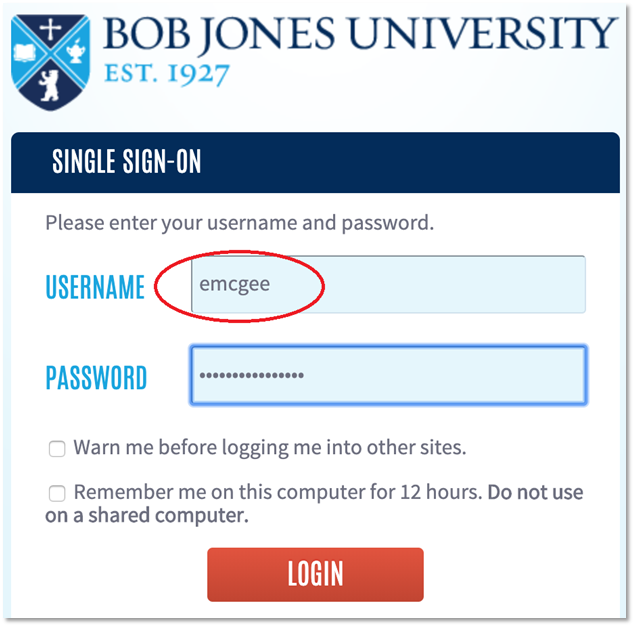 BOB JONES UNIVERSITY
EST. 1927
SINGLE SIGN-ON
Please enter your username and password.
USERNAME emcgee
PASSWORD ••••••••••••••••
Warn me before logging me into other sites.
Remember me on this computer for 12 hours. Do not use
on a shared computer.
LOGIN